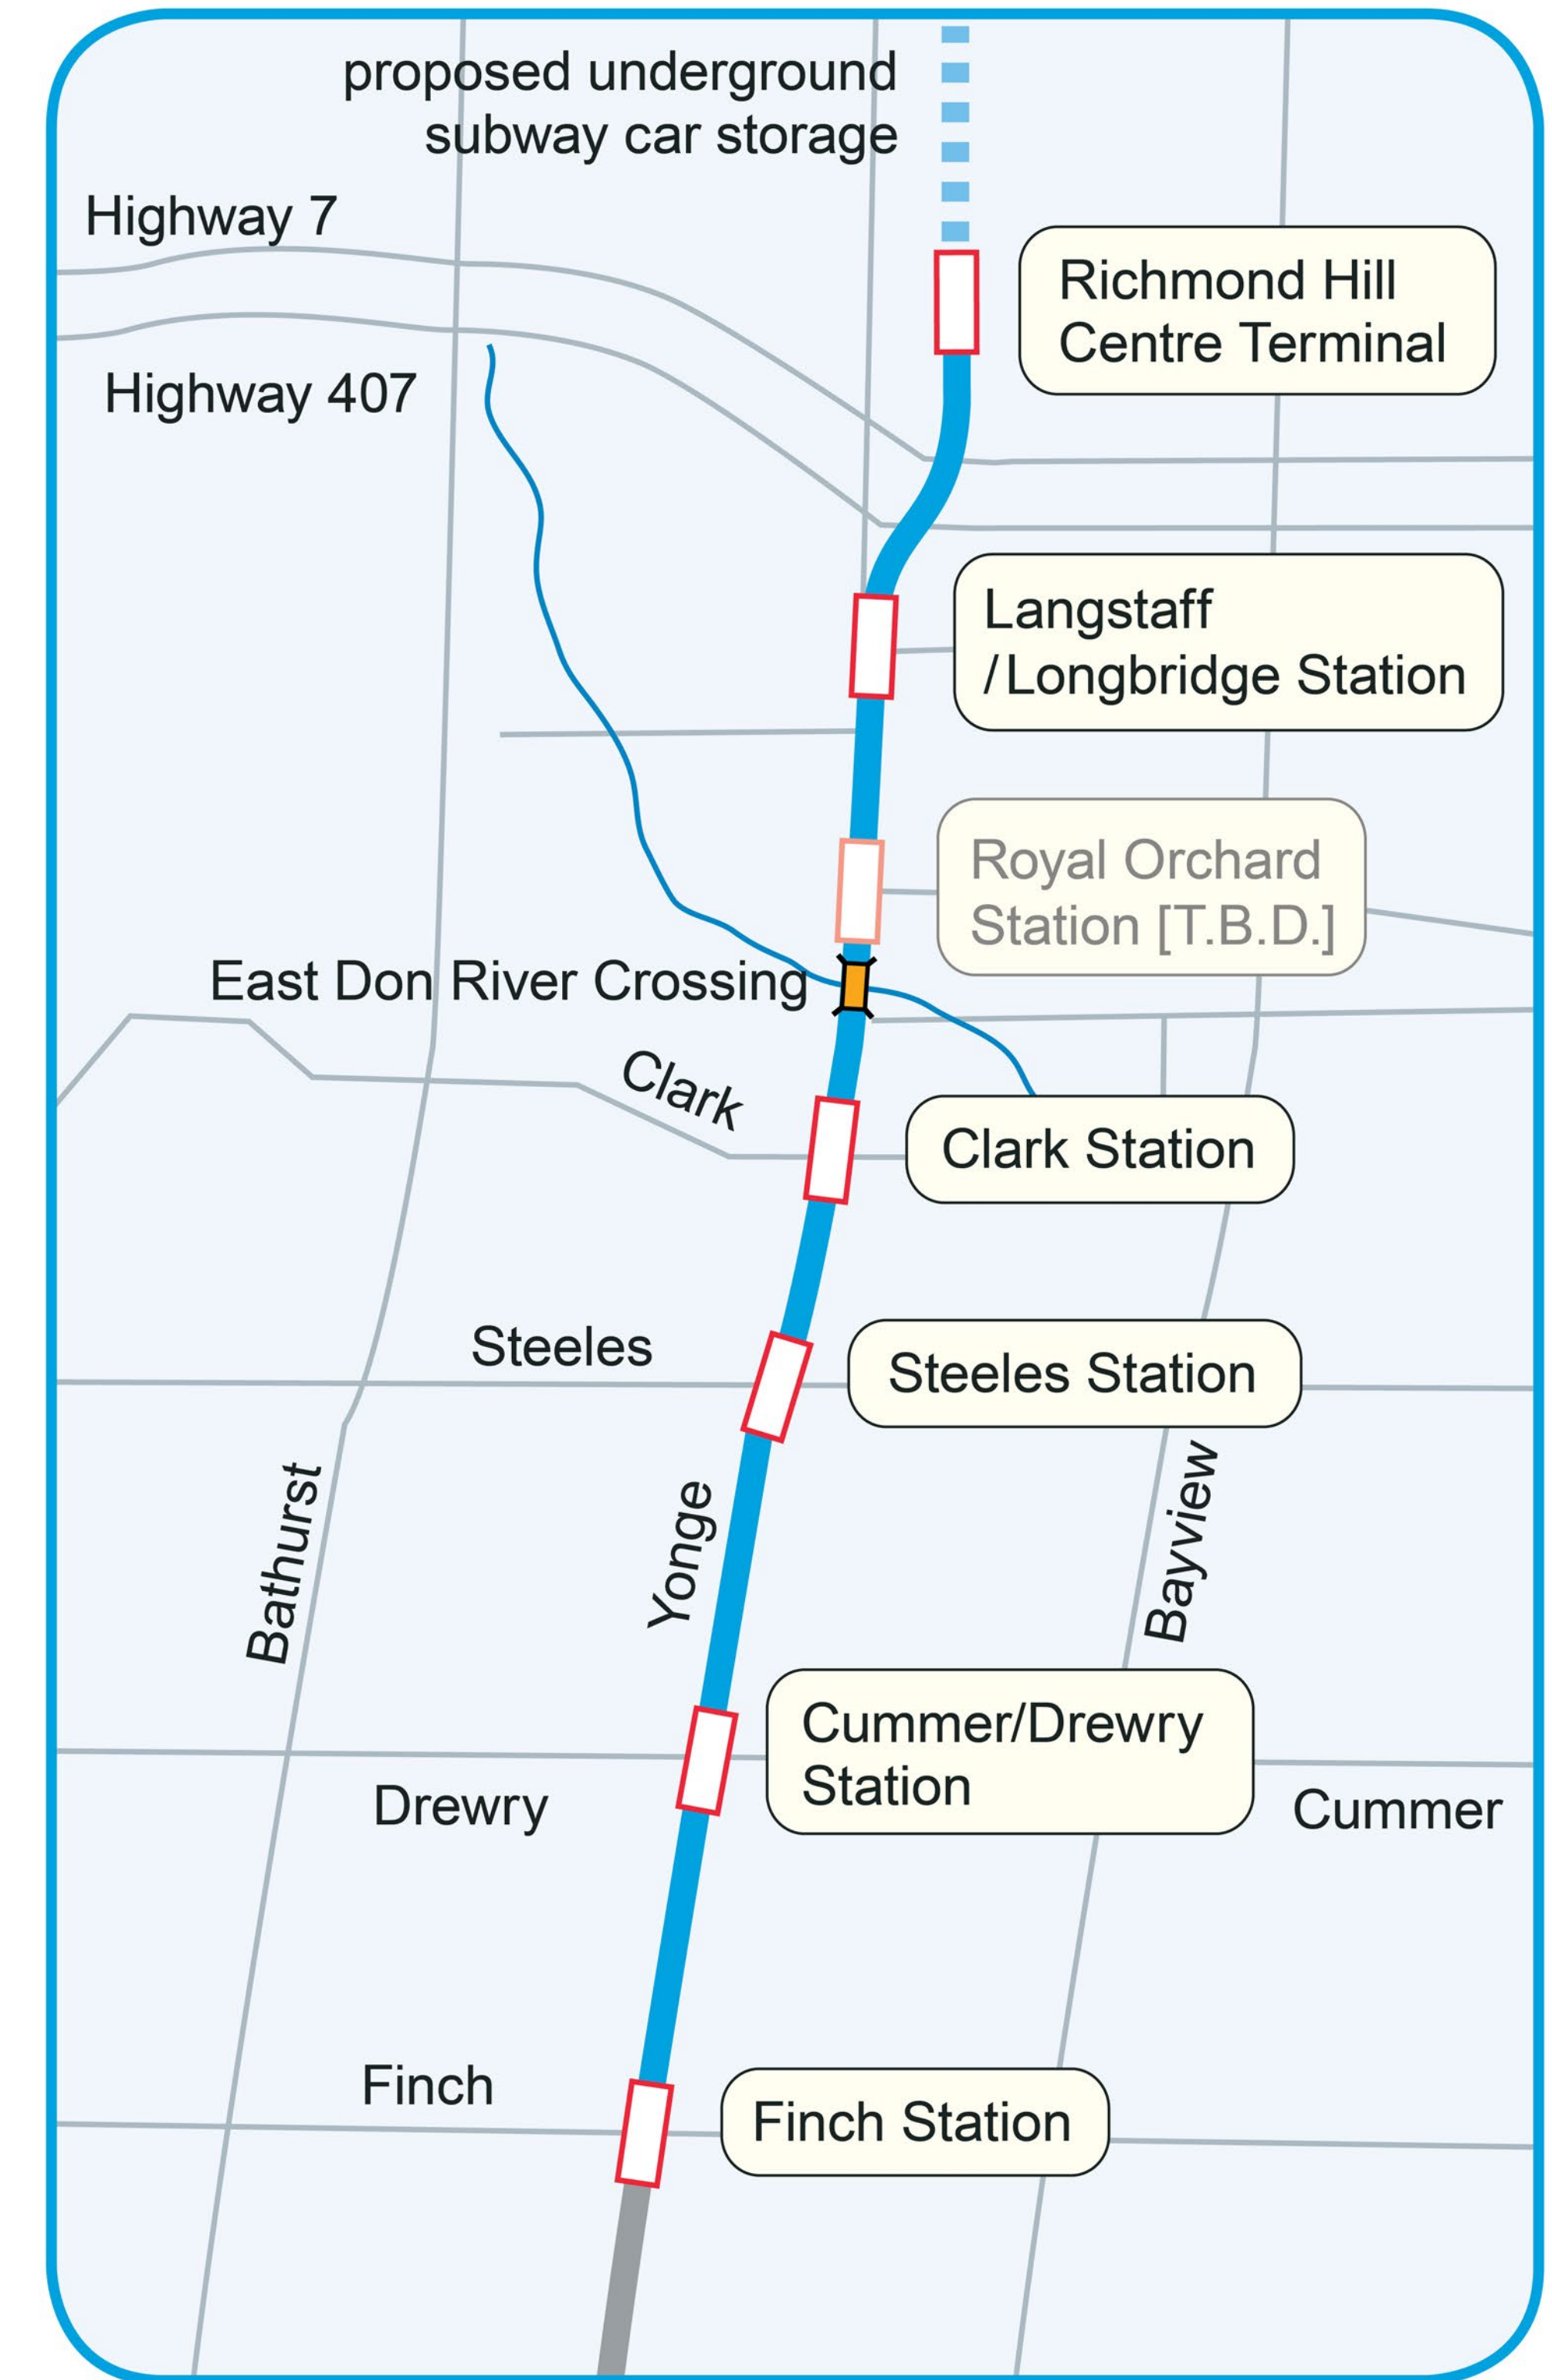 proposed underground
subway car storage
Highway 7
Richmond Hill
Centre Terminal
Highway 407
Langstaff
/Longbridge Station
Royal Orchard
Station [T.B.D.]
East Don River Crossing
Clark
Clark Station
Steeles
Steeles Station
Bathurst
Yonge
Bayview
Cummer/Drewry
Station
Drewry
Cummer
Finch
Finch Station